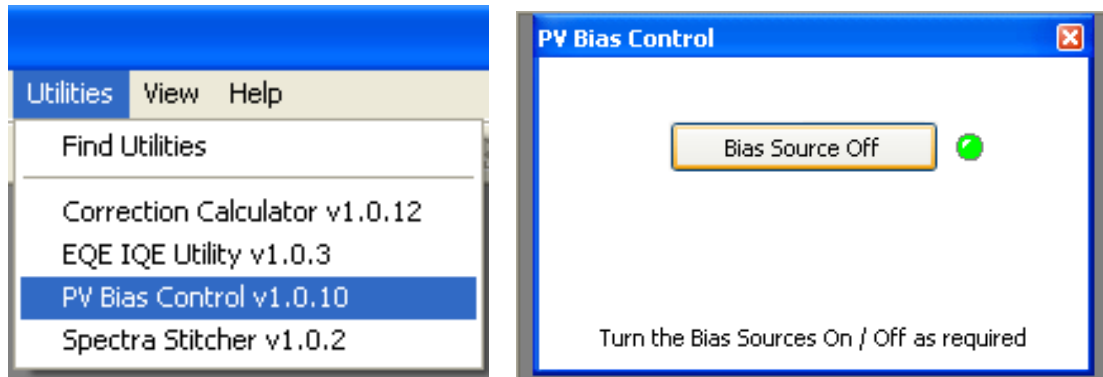 Utilities View Help
Find Utilities
Correction Calculator v1.0.12
EQE IQE Utility v1.0.3
PV Bias Control v1.0.10
Spectra Stitcher v1.0.2
PV Bias Control
Bias Source Off
Turn the Bias Sources On / Off as required